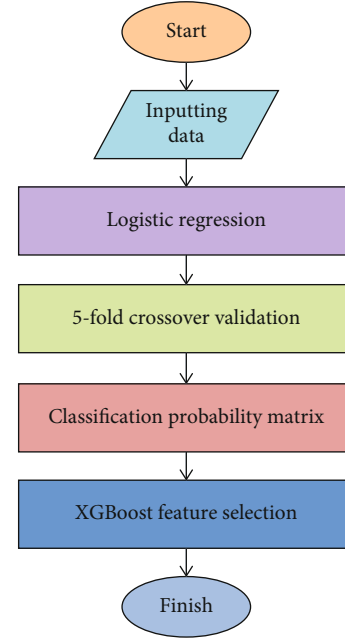 Start
Inputting
data
Logistic regression
5-fold crossover validation
Classification probability matrix
XGBoost feature selection
Finish